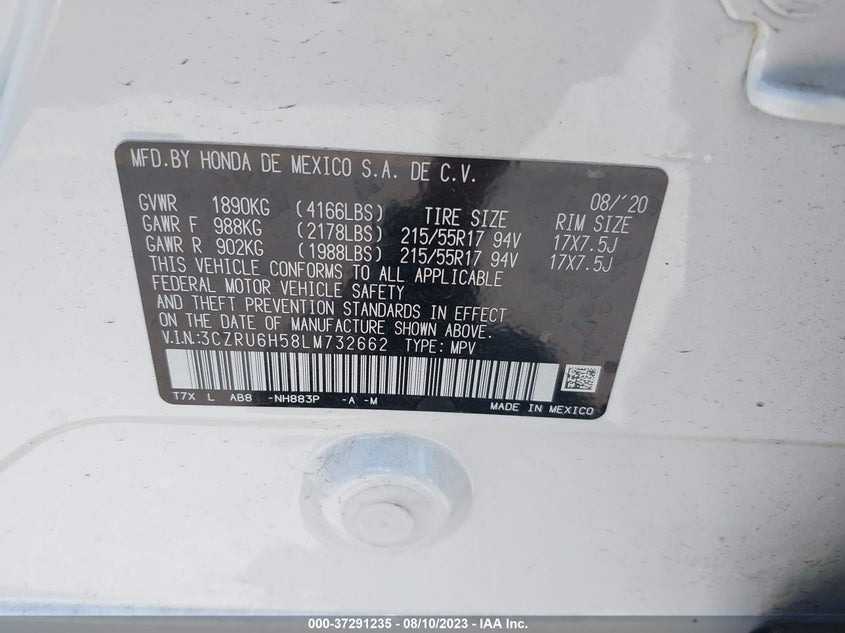 MFD.BY HONDA DE MEXICO S.A. DE C.V.
08/'20
GVWR 1890KG (4166LBS) TIRE SIZE RIM SIZE
GAWR F 988KG (2178LBS) 215/55R17 94V 17X7.5J
GAWR R 902KG (1988LBS) 215/55R17 94V 17X7.5J
THIS VEHICLE CONFORMS TO ALL APPLICABLE
FEDERAL MOTOR VEHICLE SAFETY
AND THEFT PREVENTION STANDARDS IN EFFECT
ON THE DATE OF MANUFACTURE SHOWN ABOVE.
V.I.N.:3CZRU6H58LM732662 TYPE: MPV
T7X L AB8 -NH883P -A -M
MADE IN MEXICO
000-37291235 — 08/10/2023 — IAA Inc.